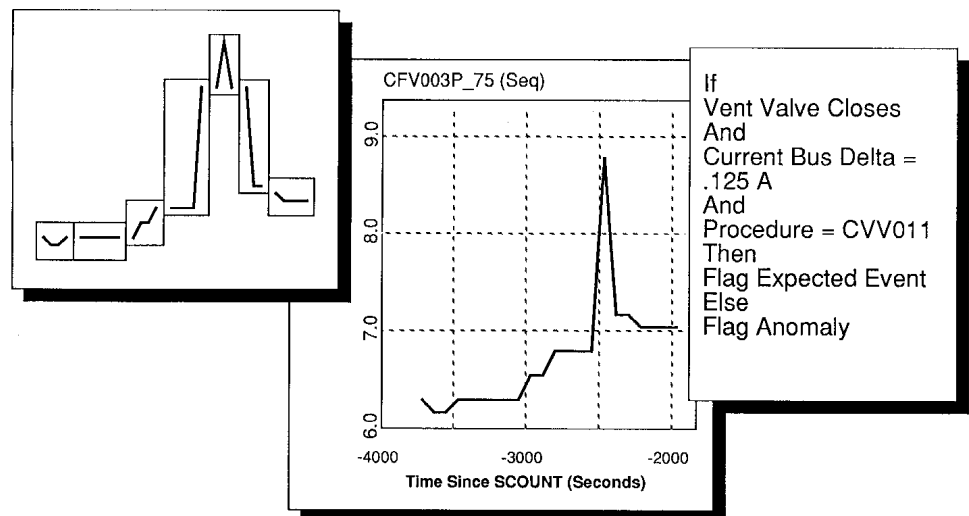 CFV003P_75 (Seq)
9.0
8.0
7.0
6.0
-4000
-3000
-2000
Time Since SCOUNT (Seconds)
If
Vent Valve Closes
And
Current Bus Delta =
.125 A
And
Procedure = CVV011
Then
Flag Expected Event
Else
Flag Anomaly